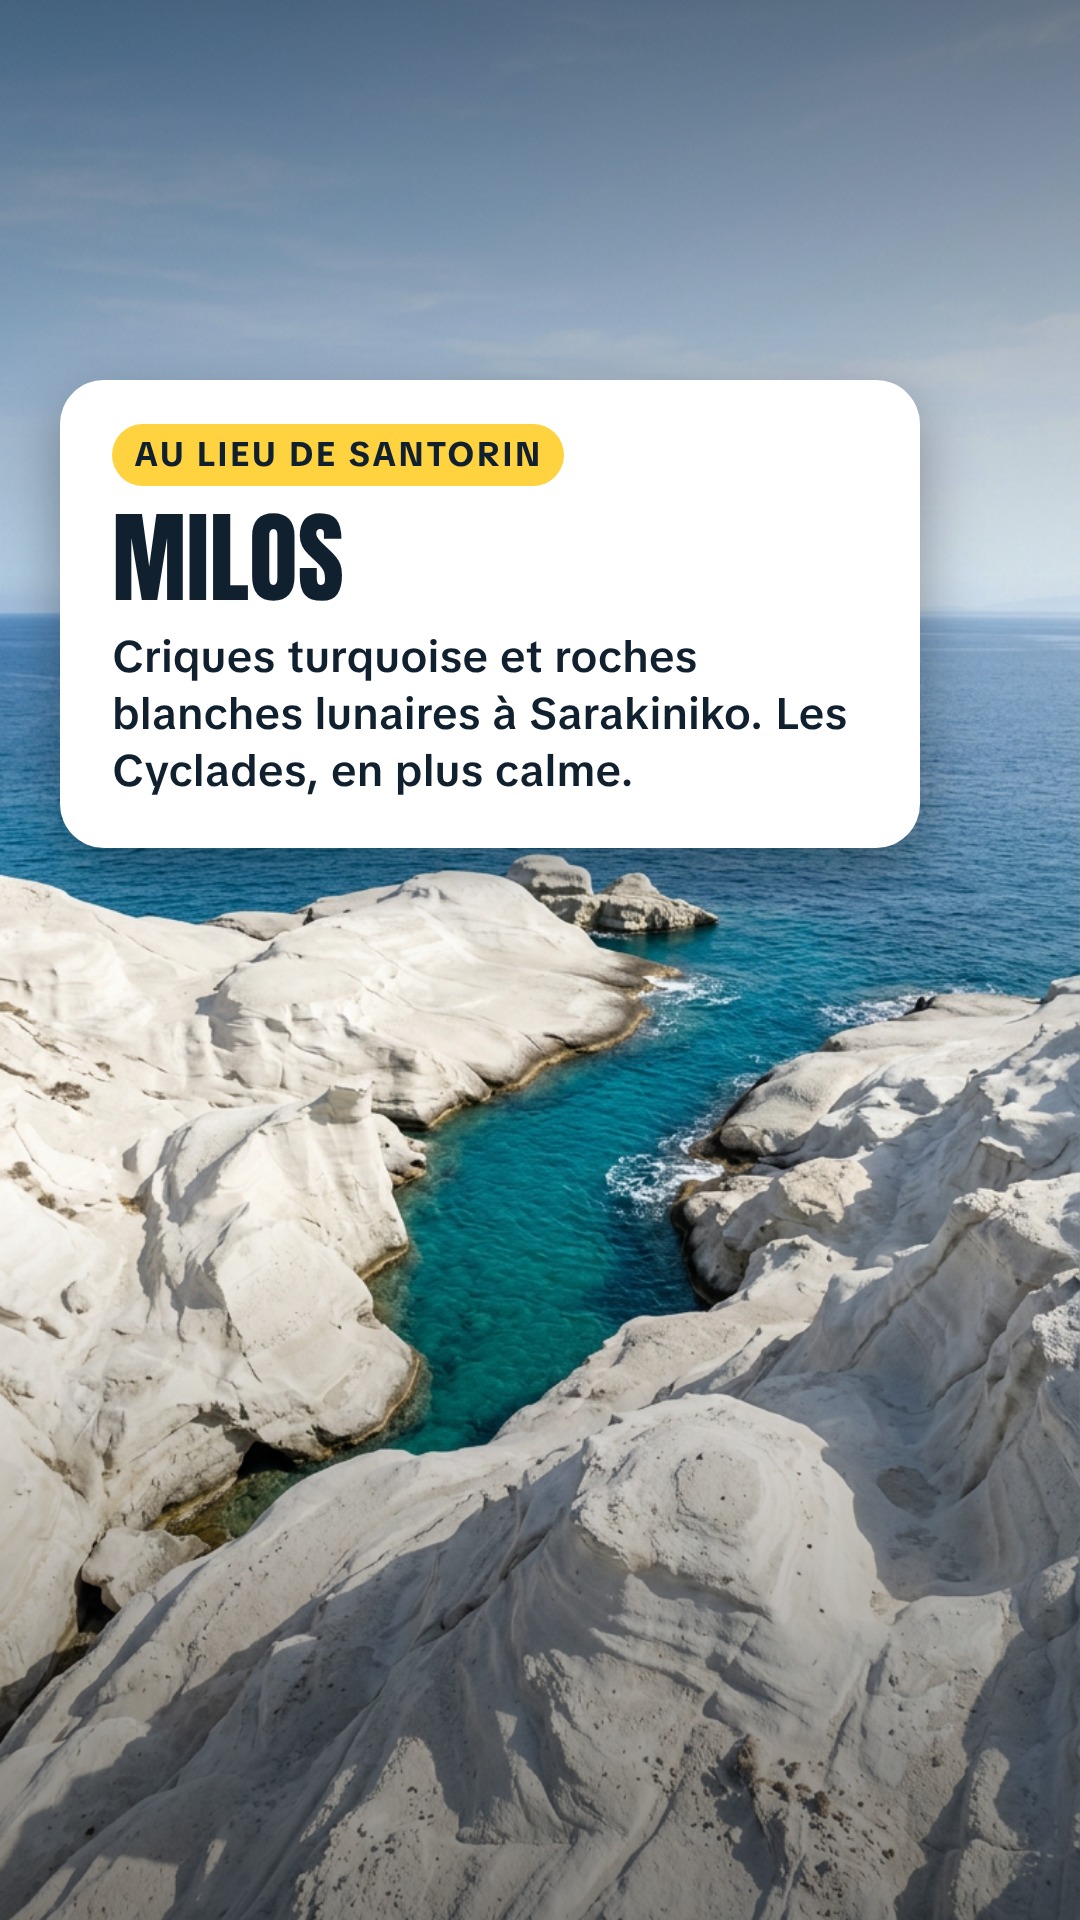 AU LIEU DE SANTORIN
MILOS
Criques turquoise et roches
blanches lunaires à Sarakiniko. Les
Cyclades, en plus calme.